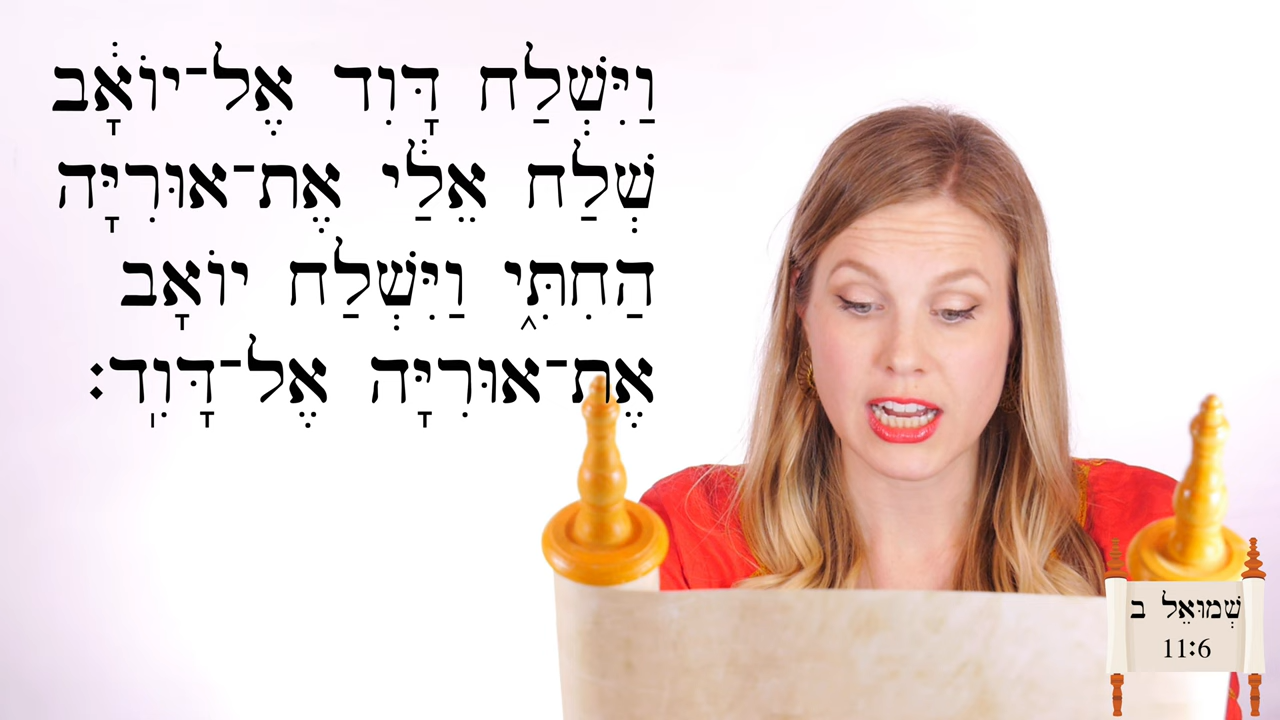 וַיִּשְׁלַח דָּוִד אֶל־יוֹאָ֔ב
שְׁלַח אֵלַ֔י אֶת־אוּרִיָּה
הַחִתִּ֑י וַיִּשְׁלַח יוֹאָב
אֶת־אוּרִיָּה אֶל־דָּוִֽד׃
שְׁמוּאֵל ב
11:6